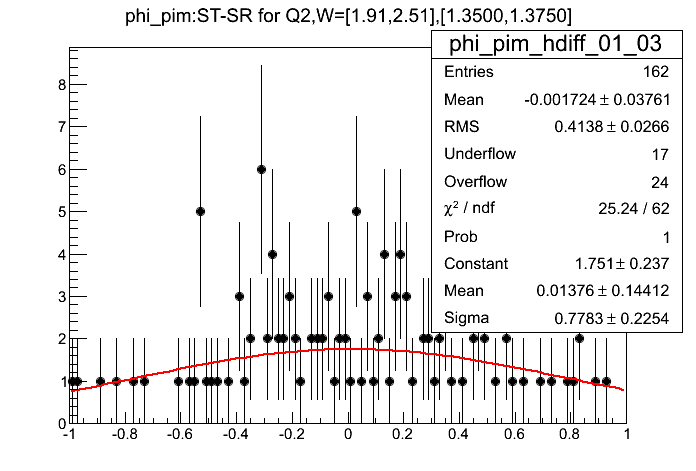 phi_pim:ST-SR for Q2,W=[1.91,2.51],[1.3500,1.3750]
phi_pim_hdiff_01_03
Entries 162
Mean -0.001724 ± 0.03761
RMS 0.4138 ± 0.0266
Underflow 17
Overflow 24
χ² / ndf 25.24 / 62
Prob 1
Constant 1.751 ± 0.237
Mean 0.01376 ± 0.14412
Sigma 0.7783 ± 0.2254
8
7
6
5
4
3
2
1
0
-1 -0.8 -0.6 -0.4 -0.2 0 0.2 0.4 0.6 0.8 1